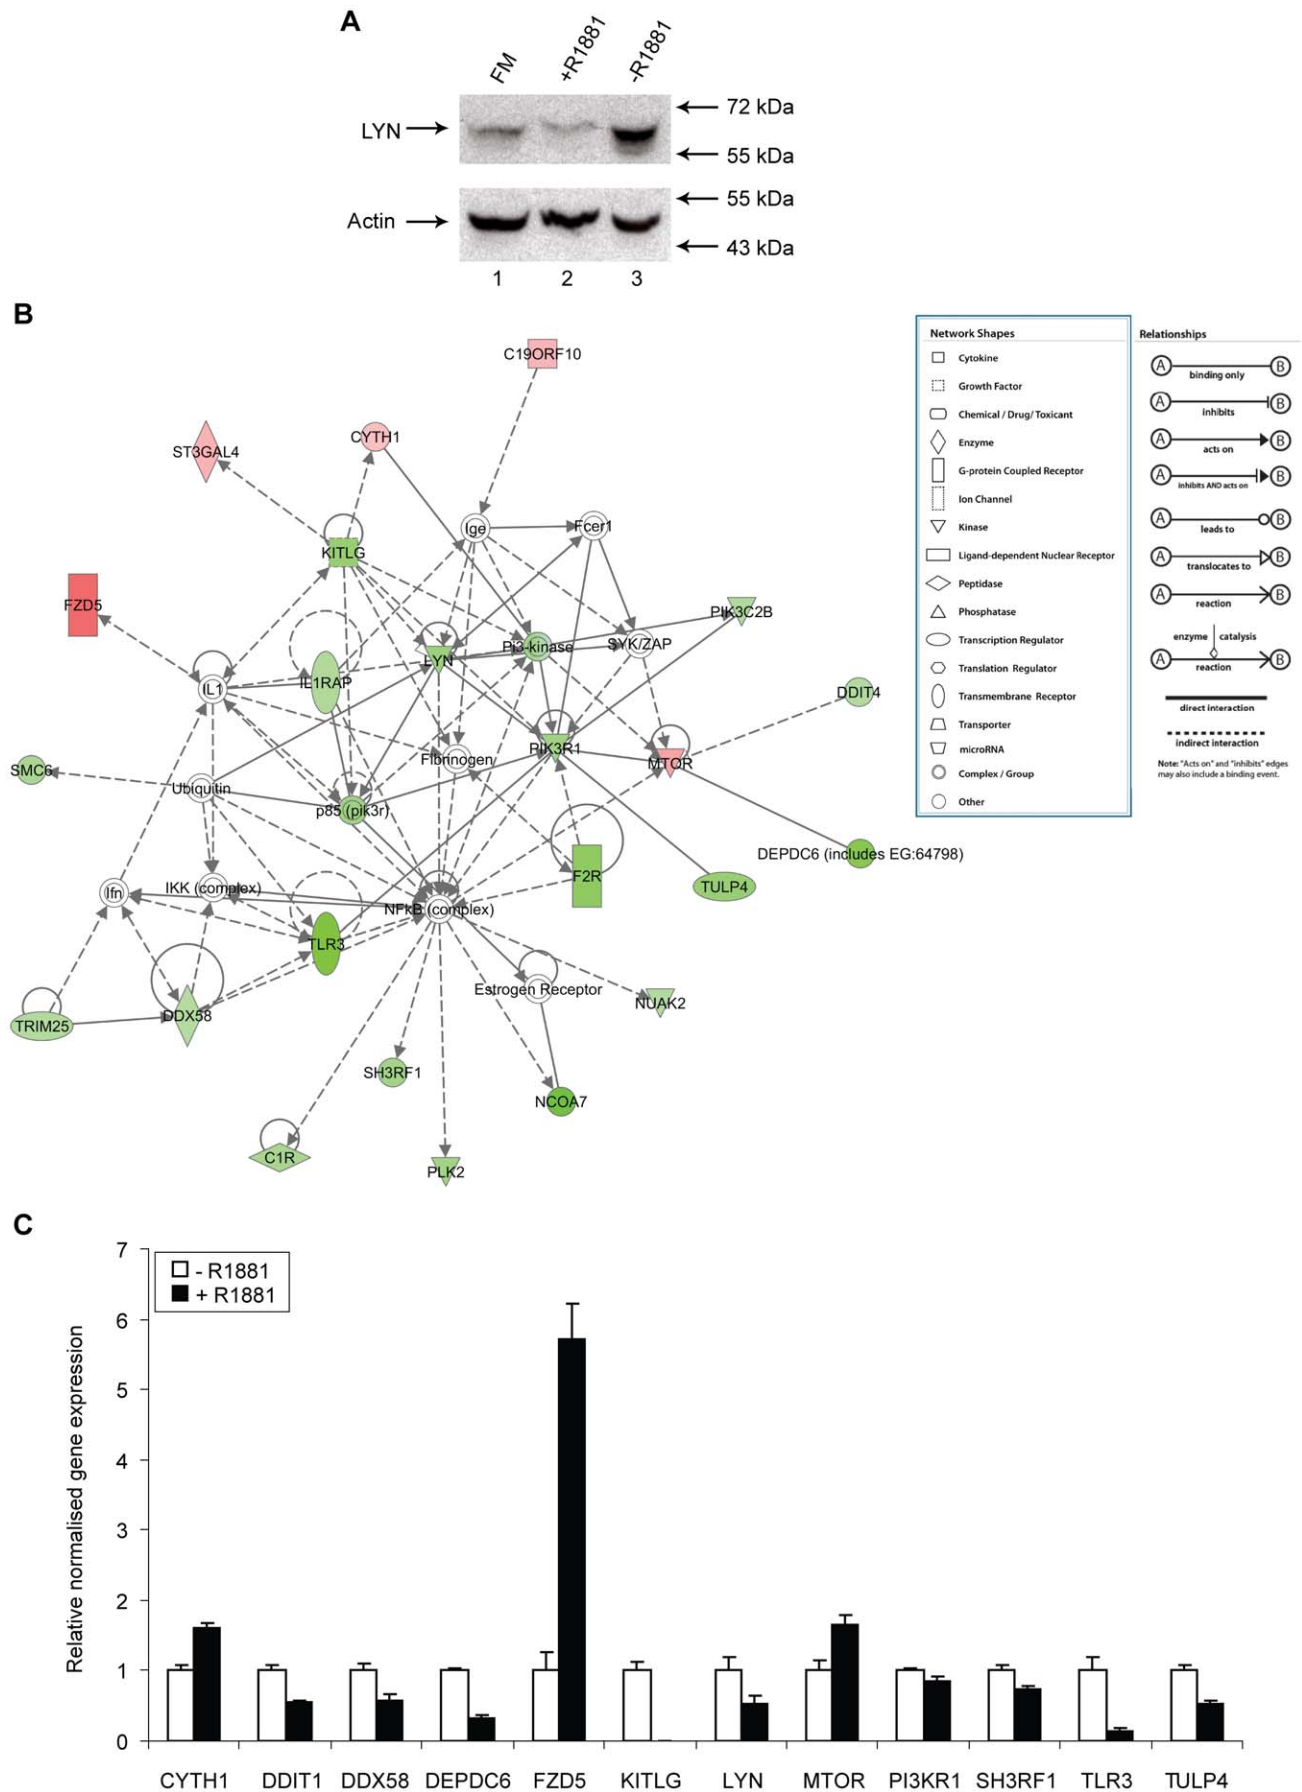 A
FM
+R1881
-R1881
LYN
72 kDa
55 kDa
Actin
55 kDa
43 kDa
1 2 3
B
C19ORF10
ST3GAL4
CYTH1
Ige
Fcer1
KITLG
FZD5
PIK3C2B
LYN
Pi3-kinase
SYK/ZAP
IL1
IL1RAP
DDIT4
Fibrinogen
PIK3R1
MTOR
SMC6
Ubiquitin
p85 (pik3r)
DEPDC6 (includes EG:64798)
F2R
TULP4
Ifn
IKK (complex)
NFkB (complex)
TLR3
Estrogen Receptor
NUAK2
TRIM25
DDX58
SH3RF1
NCOA7
C1R
PLK2
Network Shapes
Cytokine
Growth Factor
Chemical / Drug/ Toxicant
Enzyme
G-protein Coupled Receptor
Ion Channel
Kinase
Ligand-dependent Nuclear Receptor
Peptidase
Phosphatase
Transcription Regulator
Translation Regulator
Transmembrane Receptor
Transporter
microRNA
Complex / Group
Other
Relationships
A B
binding only
A B
inhibits
A B
acts on
A B
inhibits AND acts on
A B
leads to
A B
translocates to
A B
reaction
enzyme catalysis
A B
reaction
direct interaction
indirect interaction
Note: "Acts on" and "inhibits" edges
may also include a binding event.
C
Relative normalised gene expression
7
6
5
4
3
2
1
0
- R1881
+ R1881
CYTH1 DDIT1 DDX58 DEPDC6 FZD5 KITLG LYN MTOR PI3KR1 SH3RF1 TLR3 TULP4